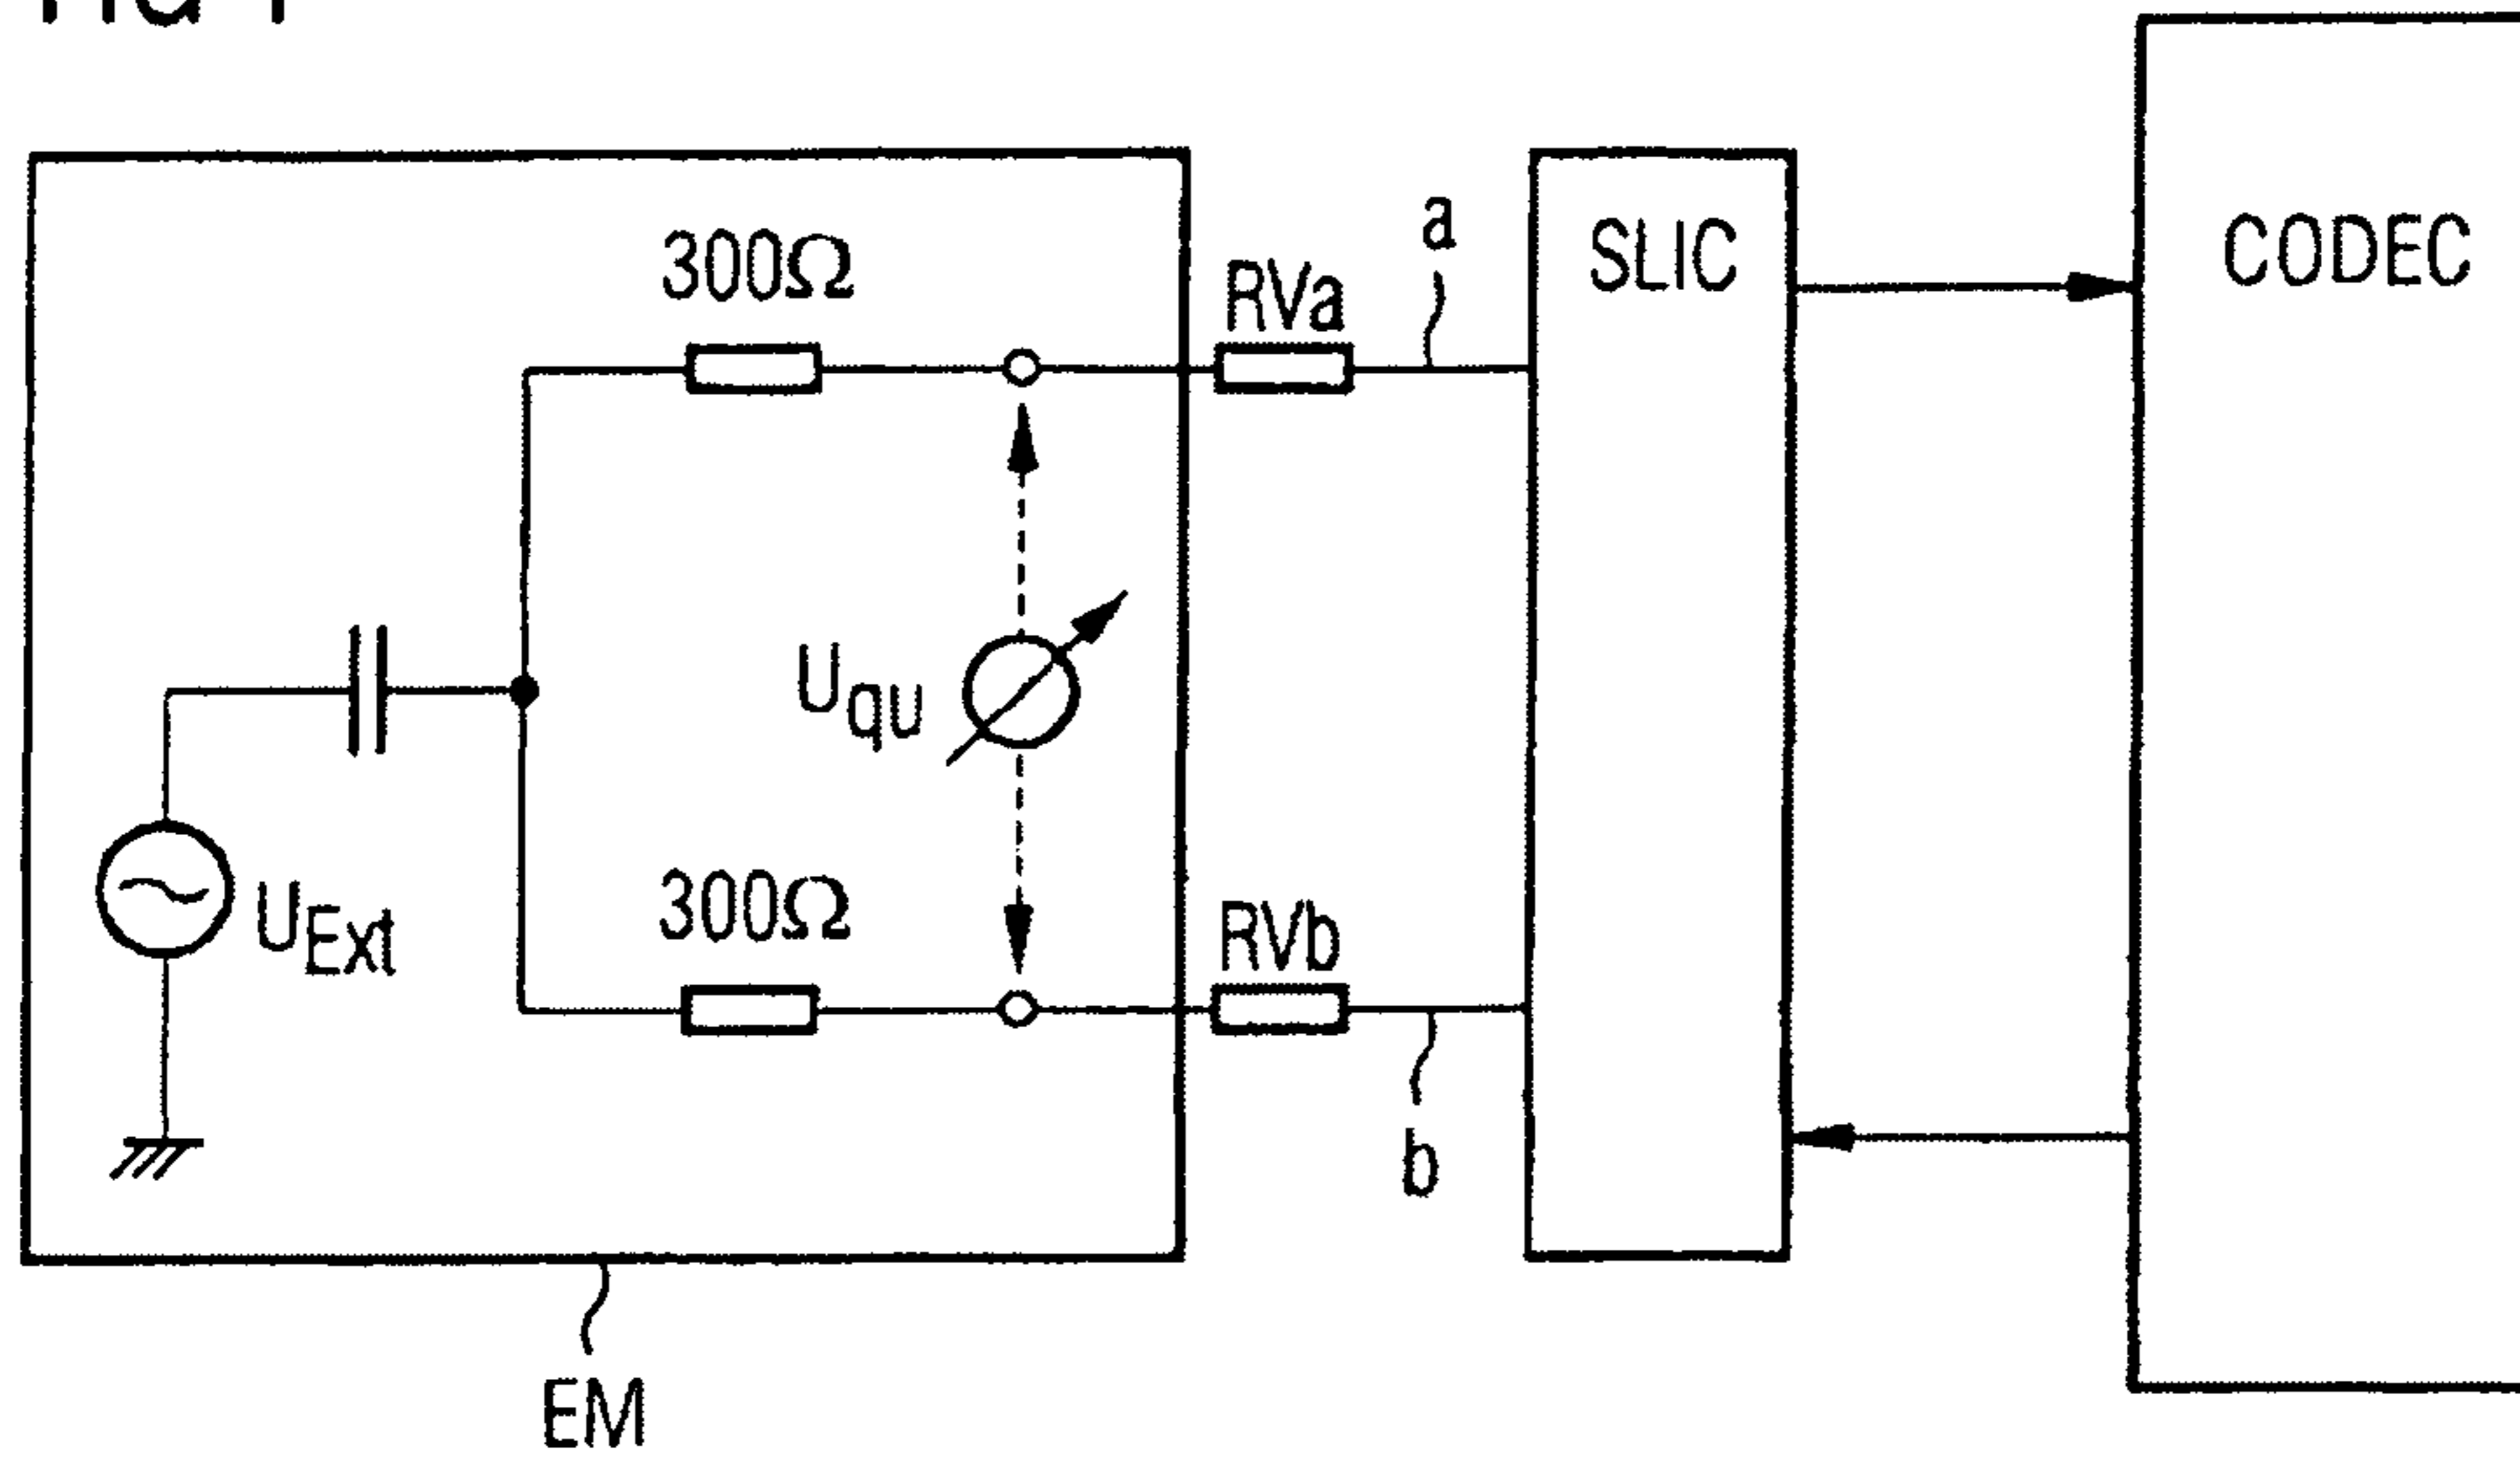 300Ω
RVa
a
SLIC
CODEC
Uqu
UExt
300Ω
RVb
b
EM